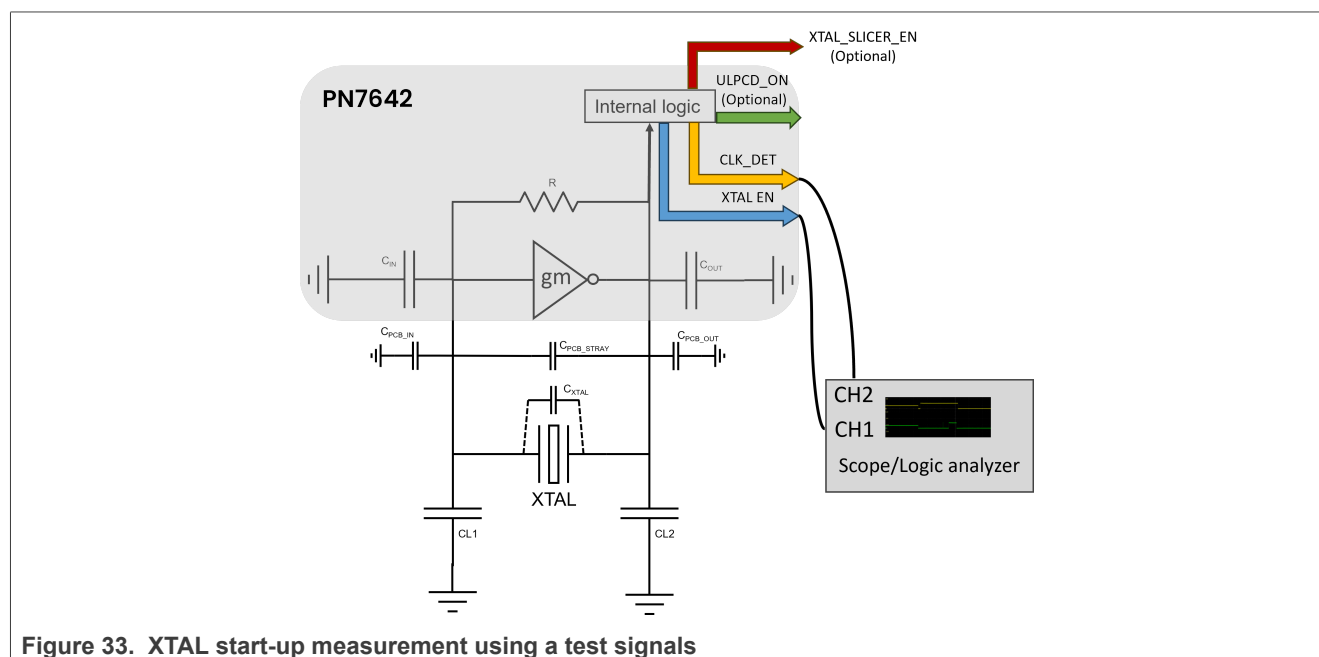 XTAL_SLICER_EN
(Optional)
ULPCD_ON
(Optional)
PN7642
Internal logic
CLK_DET
XTAL EN
R
CIN
gm
COUT
CPCB_IN
CPCB_STRAY
CPCB_OUT
CXTAL
XTAL
CL1
CL2
CH2
CH1
Scope/Logic analyzer
Figure 33. XTAL start-up measurement using a test signals